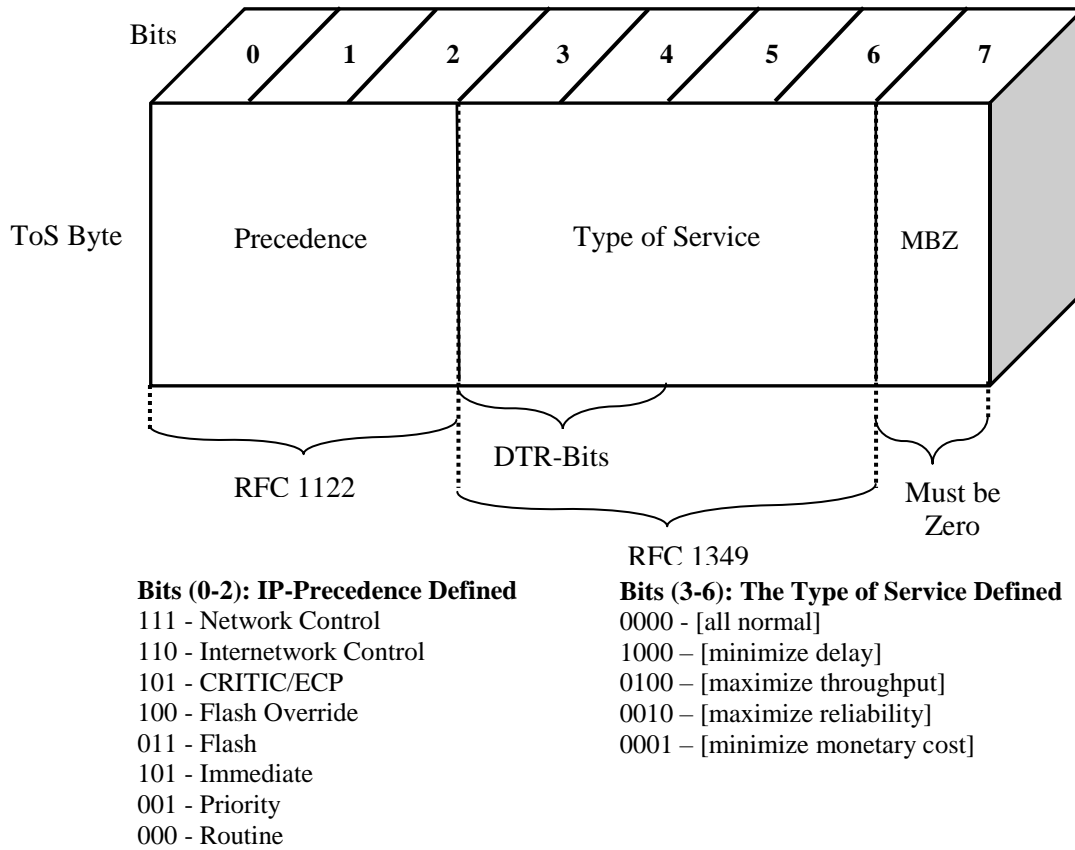 Bits
0 1 2 3 4 5 6 7
ToS Byte
Precedence
Type of Service
MBZ
DTR-Bits
RFC 1122
Must be
Zero
RFC 1349
Bits (0-2): IP-Precedence Defined
111 - Network Control
110 - Internetwork Control
101 - CRITIC/ECP
100 - Flash Override
011 - Flash
101 - Immediate
001 - Priority
000 - Routine
Bits (3-6): The Type of Service Defined
0000 - [all normal]
1000 – [minimize delay]
0100 – [maximize throughput]
0010 – [maximize reliability]
0001 – [minimize monetary cost]